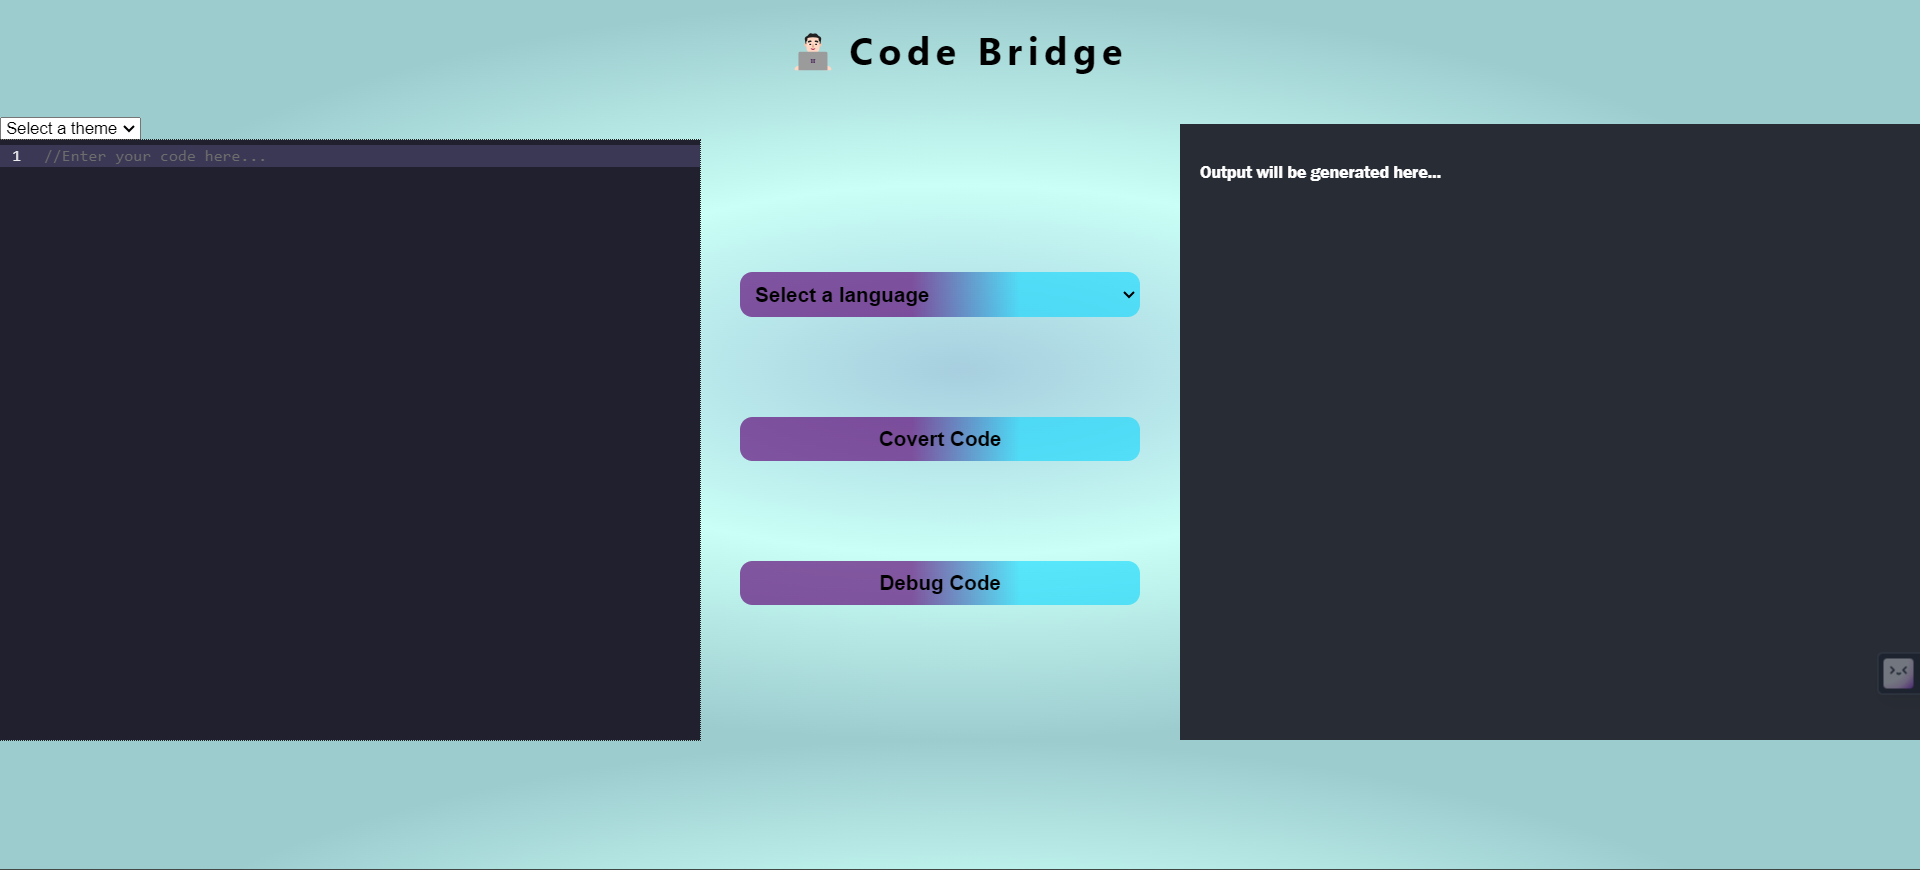 Code Bridge
Select a theme
1 //Enter your code here...
Output will be generated here...
Select a language
Covert Code
Debug Code